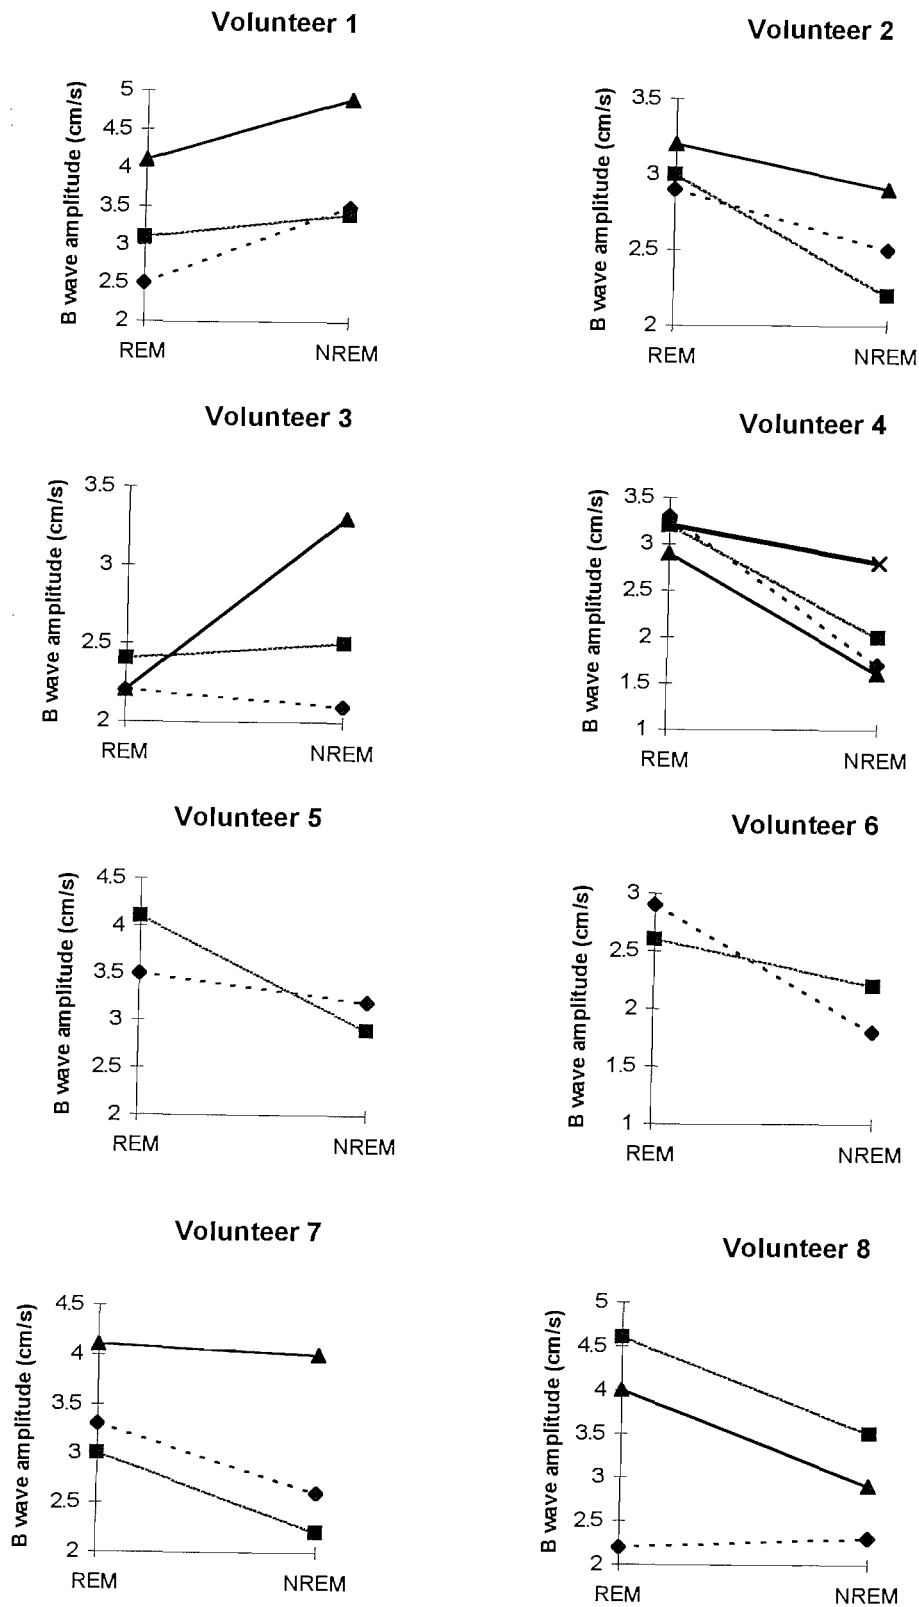 Volunteer 1
B wave amplitude (cm/s)
5
4.5
4
3.5
3
2.5
2
REM
NREM
Volunteer 2
B wave amplitude (cm/s)
3.5
3
2.5
2
REM
NREM
Volunteer 3
B wave amplitude (cm/s)
3.5
3
2.5
2
REM
NREM
Volunteer 4
B wave amplitude (cm/s)
3.5
3
2.5
2
1.5
1
REM
NREM
Volunteer 5
B wave amplitude (cm/s)
4.5
4
3.5
3
2.5
2
REM
NREM
Volunteer 6
B wave amplitude (cm/s)
3
2.5
2
1.5
1
REM
NREM
Volunteer 7
B wave amplitude (cm/s)
4.5
4
3.5
3
2.5
2
REM
NREM
Volunteer 8
B wave amplitude (cm/s)
5
4.5
4
3.5
3
2.5
2
REM
NREM